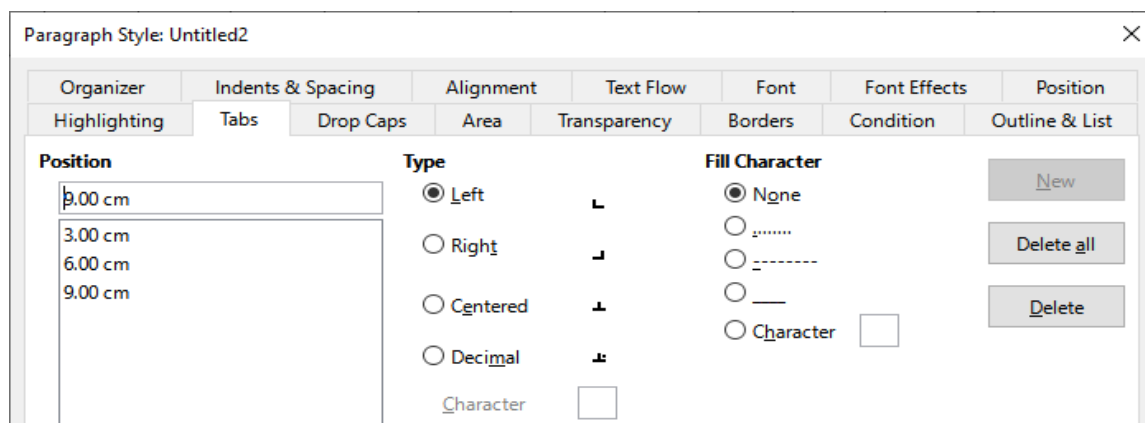 Paragraph Style: Untitled2
Organizer Indents & Spacing Alignment Text Flow Font Font Effects Position
Highlighting Tabs Drop Caps Area Transparency Borders Condition Outline & List
Position Type Fill Character
9.00 cm Left None New
3.00 cm ........
6.00 cm Right Delete all
--------
9.00 cm Centered ___ Delete
Character
Decimal
Character